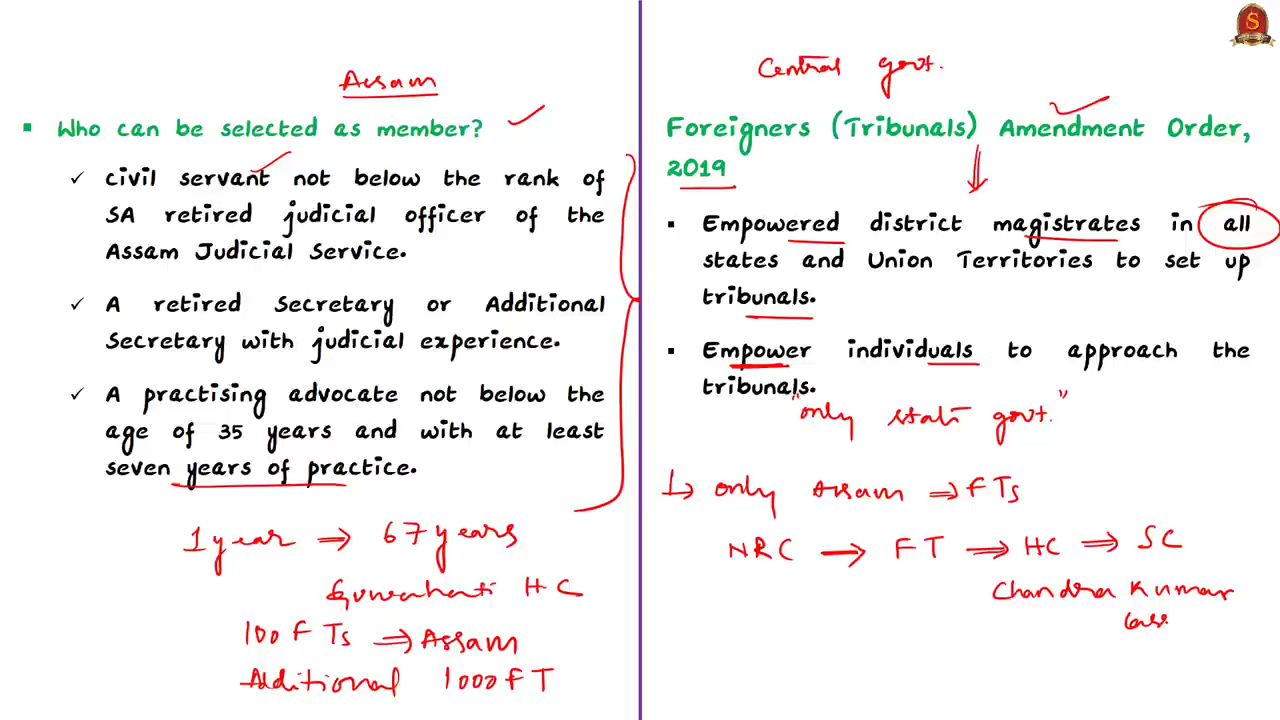 Assam
▪ Who can be selected as member?
✓ civil servant not below the rank of
SA retired judicial officer of the
Assam Judicial Service.
✓ A retired Secretary or Additional
Secretary with judicial experience.
✓ A practising advocate not below the
age of 35 years and with at least
seven years of practice.
1 year ⇒ 67 years
Guwahati HC
100 FTs ⇒ Assam
Additional 1000 FT
Central govt.
Foreigners (Tribunals) Amendment Order,
2019
▪ Empowered district magistrates in all
states and Union Territories to set up
tribunals.
▪ Empower individuals to approach the
tribunals.
"only state govt."
↳ only Assam ⇒ FTs
NRC → FT ⇒ HC ⇒ SC
Chandra Kumar
case
S